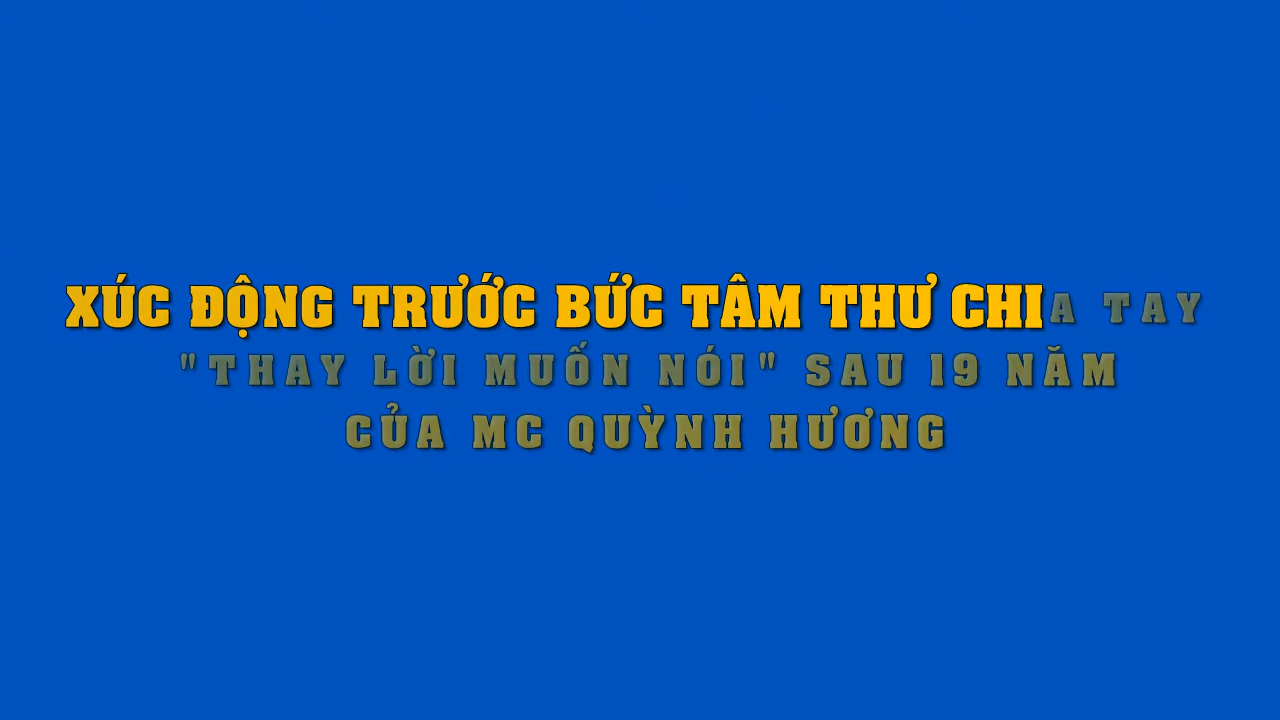 XÚC ĐỘNG TRƯỚC BỨC TÂM THƯ CHIA TAY
"THAY LỜI MUỐN NÓI" SAU 19 NĂM
CỦA MC QUỲNH HƯƠNG